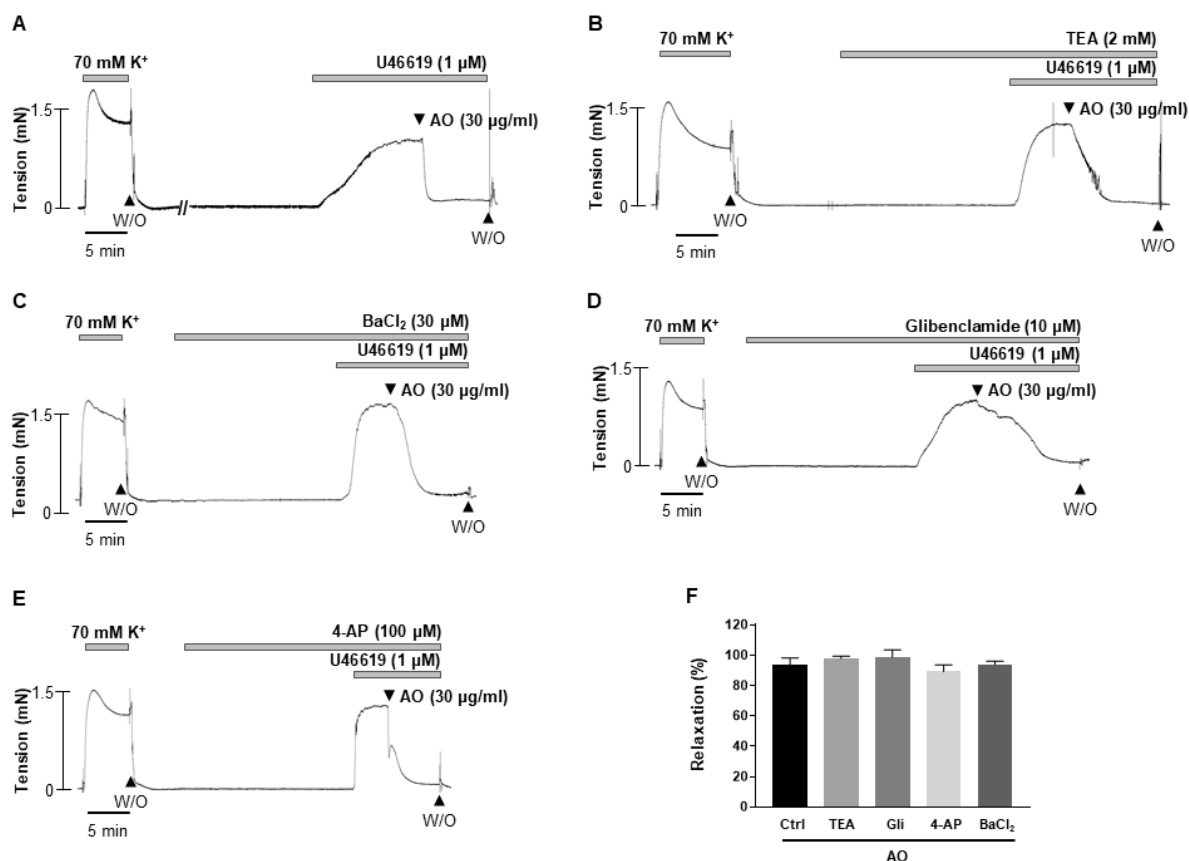 A
70 mM K⁺
U46619 (1 µM)
AO (30 µg/ml)
Tension (mN)
1.5
0
W/O
W/O
5 min
B
70 mM K⁺
TEA (2 mM)
U46619 (1 µM)
AO (30 µg/ml)
Tension (mN)
1.5
0
W/O
W/O
5 min
C
70 mM K⁺
BaCl₂ (30 µM)
U46619 (1 µM)
AO (30 µg/ml)
Tension (mN)
1.5
0
W/O
W/O
5 min
D
70 mM K⁺
Glibenclamide (10 µM)
U46619 (1 µM)
AO (30 µg/ml)
Tension (mN)
1.5
0
W/O
W/O
5 min
E
70 mM K⁺
4-AP (100 µM)
U46619 (1 µM)
AO (30 µg/ml)
Tension (mN)
1.5
0
W/O
W/O
5 min
F
Relaxation (%)
120
100
80
60
40
20
0
Ctrl TEA Gli 4-AP BaCl₂
AO